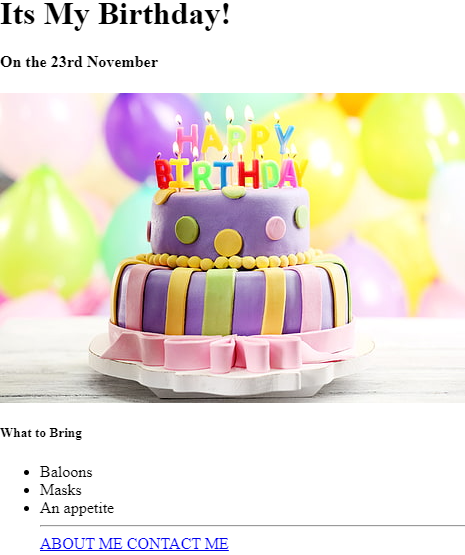 Its My Birthday!
On the 23rd November
HAPPY
BIRTHDAY
What to Bring
Baloons
Masks
An appetite
ABOUT ME CONTACT ME